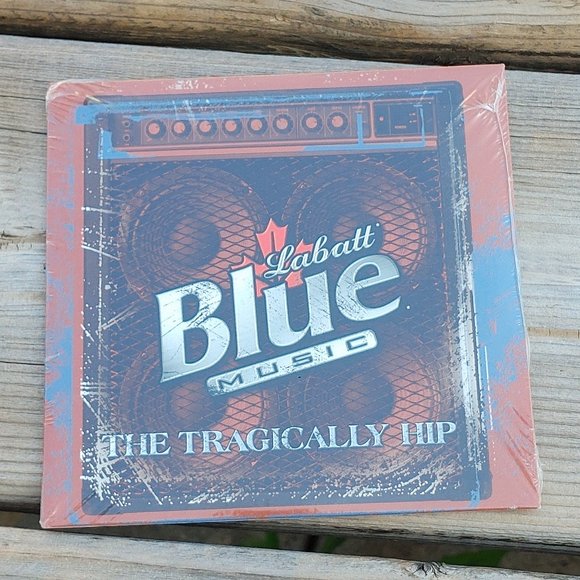 Labatt
Blue
MUSIC
THE TRAGICALLY HIP